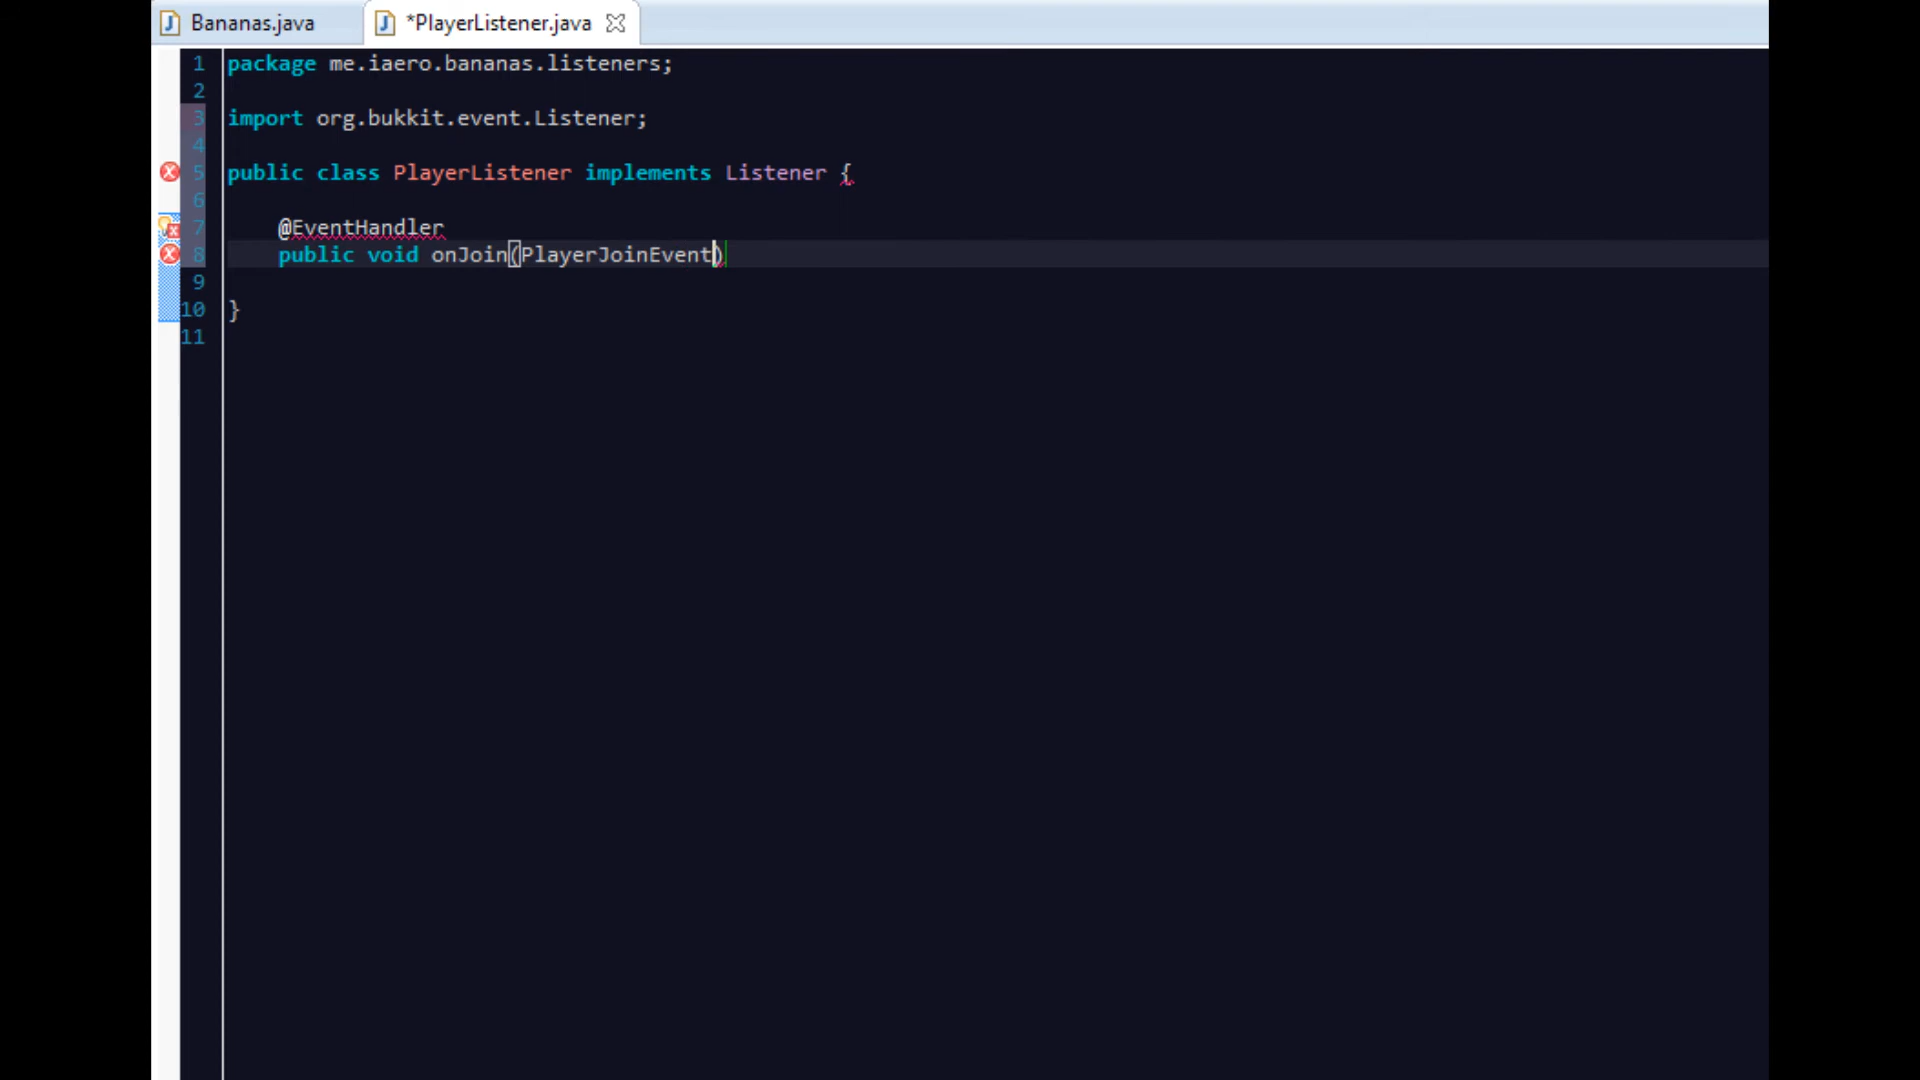 Bananas.java
*PlayerListener.java
1 package me.iaero.bananas.listeners;
2
3 import org.bukkit.event.Listener;
4
5 public class PlayerListener implements Listener {
6
7 @EventHandler
8 public void onJoin(PlayerJoinEvent)
9
10 }
11